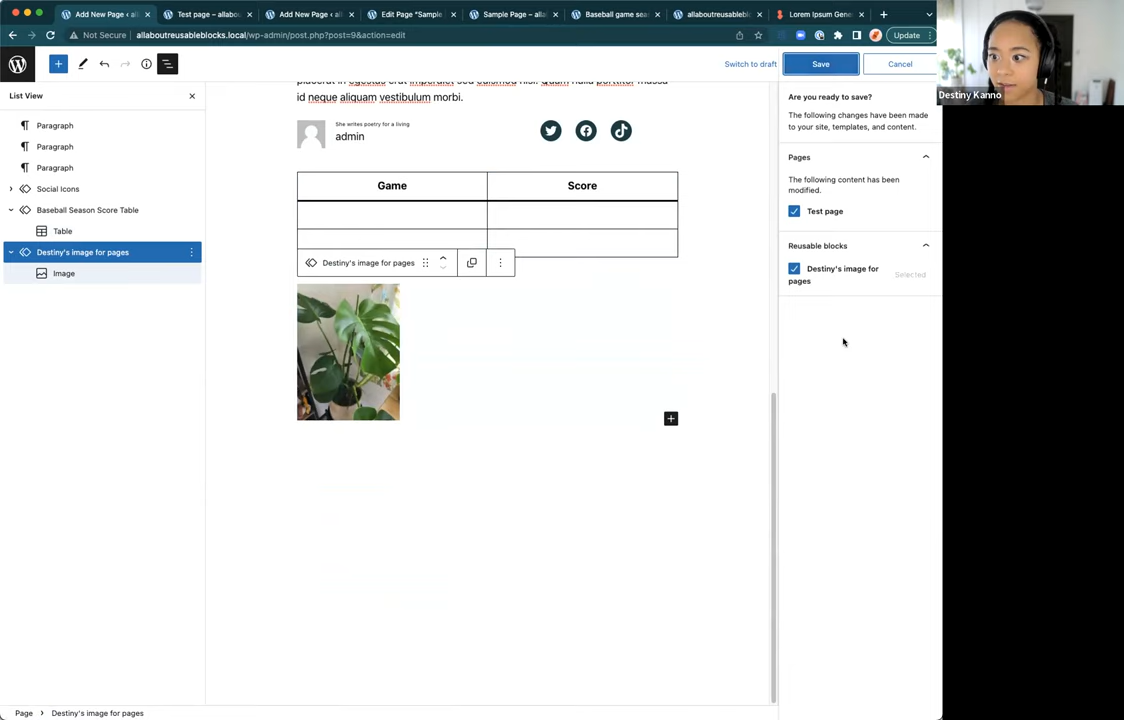 Add New Page ‹ al
Test page – allabou
Add New Page ‹ al
Edit Page "Sample
Sample Page – alla
Baseball game sea
allaboutreusablebl
Lorem Ipsum Gene
Not Secure
allaboutreusableblocks.local/wp-admin/post.php?post=9&action=edit
Update
Switch to draft
Save
Cancel
Destiny Kanno
List View
Are you ready to save?
The following changes have been made
to your site, templates, and content.
id neque aliquam vestibulum morbi.
Paragraph
Paragraph
Paragraph
Social Icons
Baseball Season Score Table
Table
Destiny's image for pages
Image
She writes poetry for a living
admin
Game
Score
Destiny's image for pages
Pages
The following content has been
modified.
Test page
Reusable blocks
Destiny's image for
pages
Selected
Page
Destiny's image for pages